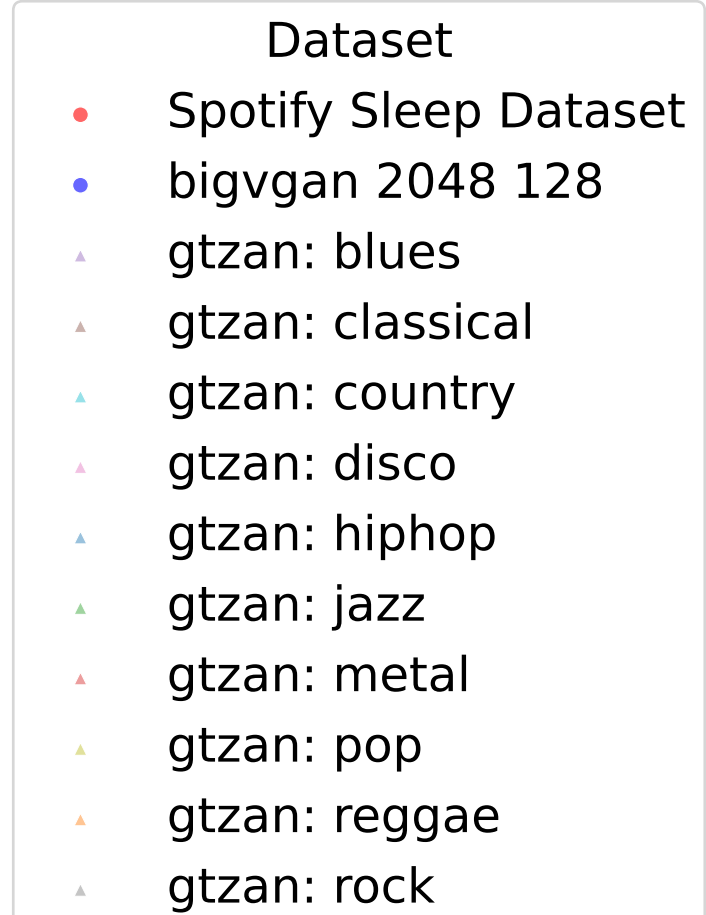 Dataset
Spotify Sleep Dataset
bigvgan 2048 128
gtzan: blues
gtzan: classical
gtzan: country
gtzan: disco
gtzan: hiphop
gtzan: jazz
gtzan: metal
gtzan: pop
gtzan: reggae
gtzan: rock